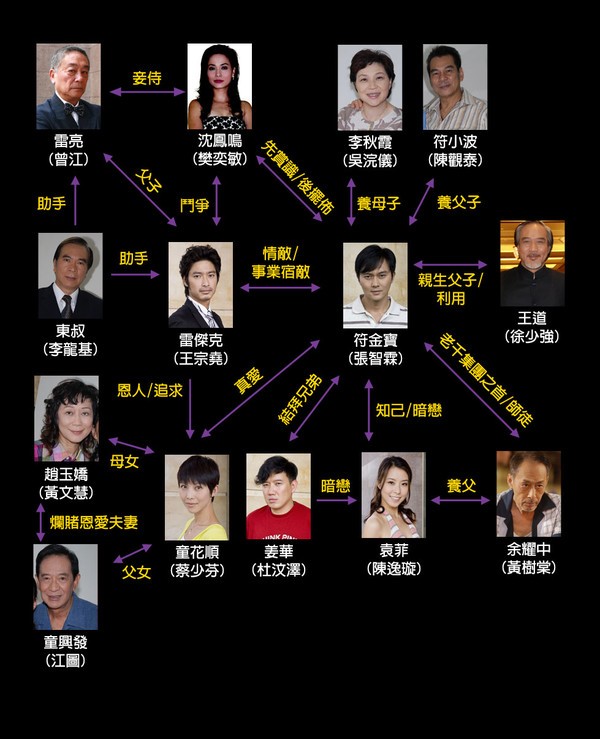 妾侍
雷亮
(曾江)
沈鳳鳴
(樊奕敏)
李秋霞
(吳浣儀)
符小波
(陳觀泰)
先賞識/後擺佈
父子
助手
鬥爭
養母子
養父子
助手
情敵/
事業宿敵
親生父子/
利用
東叔
(李龍基)
雷傑克
(王宗堯)
符金寶
(張智霖)
王道
(徐少強)
恩人/追求
真愛
結拜兄弟
知己/暗戀
老千集團之首/師徒
母女
趙玉嬌
(黃文慧)
爛賭恩愛夫妻
暗戀
養父
父女
童花順
(蔡少芬)
姜華
(杜汶澤)
袁菲
(陳逸璇)
余耀中
(黃樹棠)
童興發
(江圖)